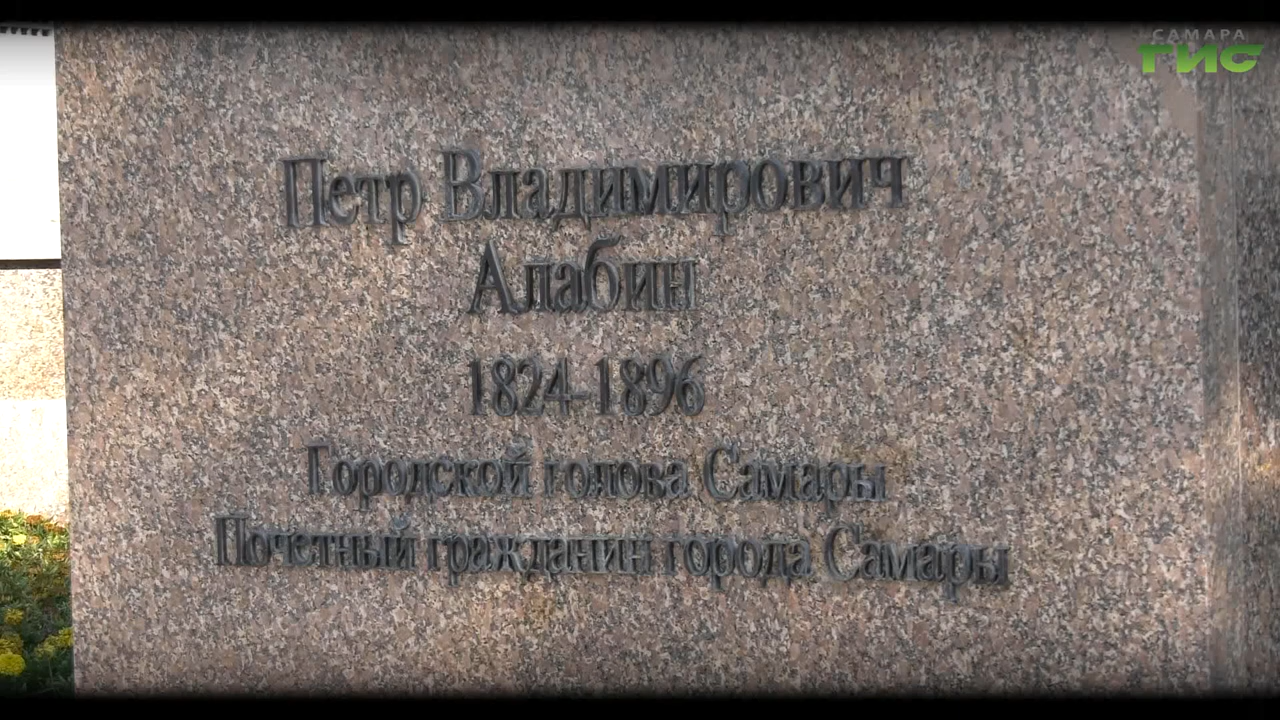 САМАРА
ГИС
Петр Владимирович
Алабин
1824-1896
Городской голова Самары
Почетный гражданин города Самары